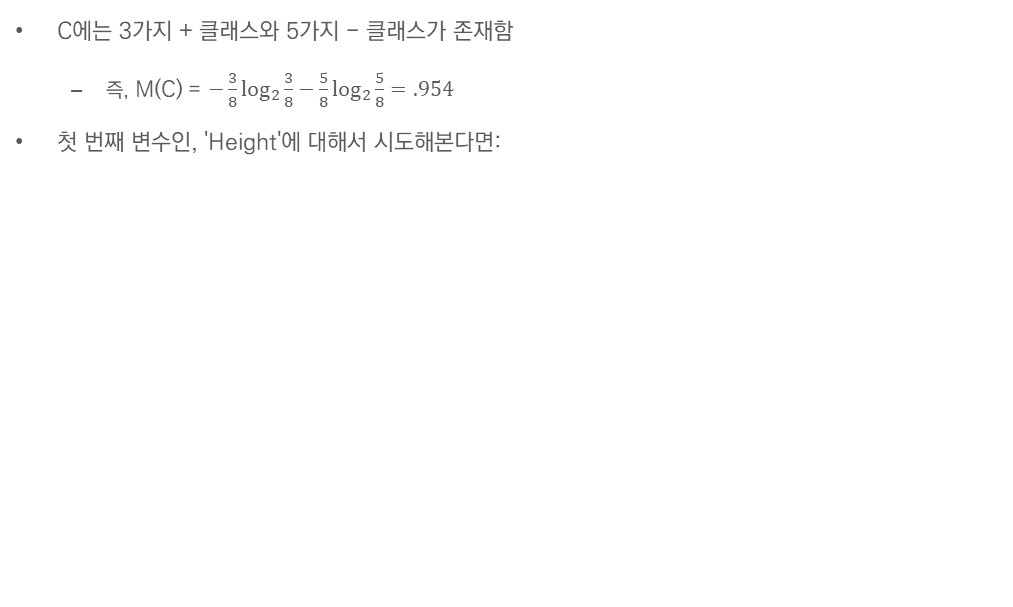 • C에는 3가지 + 클래스와 5가지 – 클래스가 존재함
– 즉, M(C) = −3/8 log₂ 3/8 − 5/8 log₂ 5/8 = .954
• 첫 번째 변수인, 'Height'에 대해서 시도해본다면: